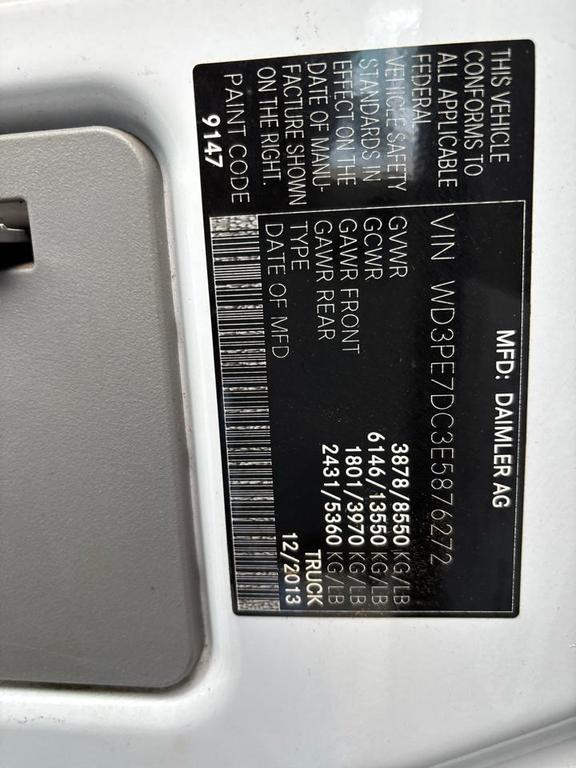 MFD: DAIMLER AG
VIN WD3PE7DC3E5876272
THIS VEHICLE
CONFORMS TO
ALL APPLICABLE
FEDERAL
VEHICLE SAFETY
STANDARDS IN
EFFECT ON THE
DATE OF MANU-
FACTURE SHOWN
ON THE RIGHT.
PAINT CODE
9147
GVWR 3878/8550 KG/LB
GCWR 6146/13550 KG/LB
GAWR FRONT 1801/3970 KG/LB
GAWR REAR 2431/5360 KG/LB
TYPE TRUCK
DATE OF MFD 12/2013